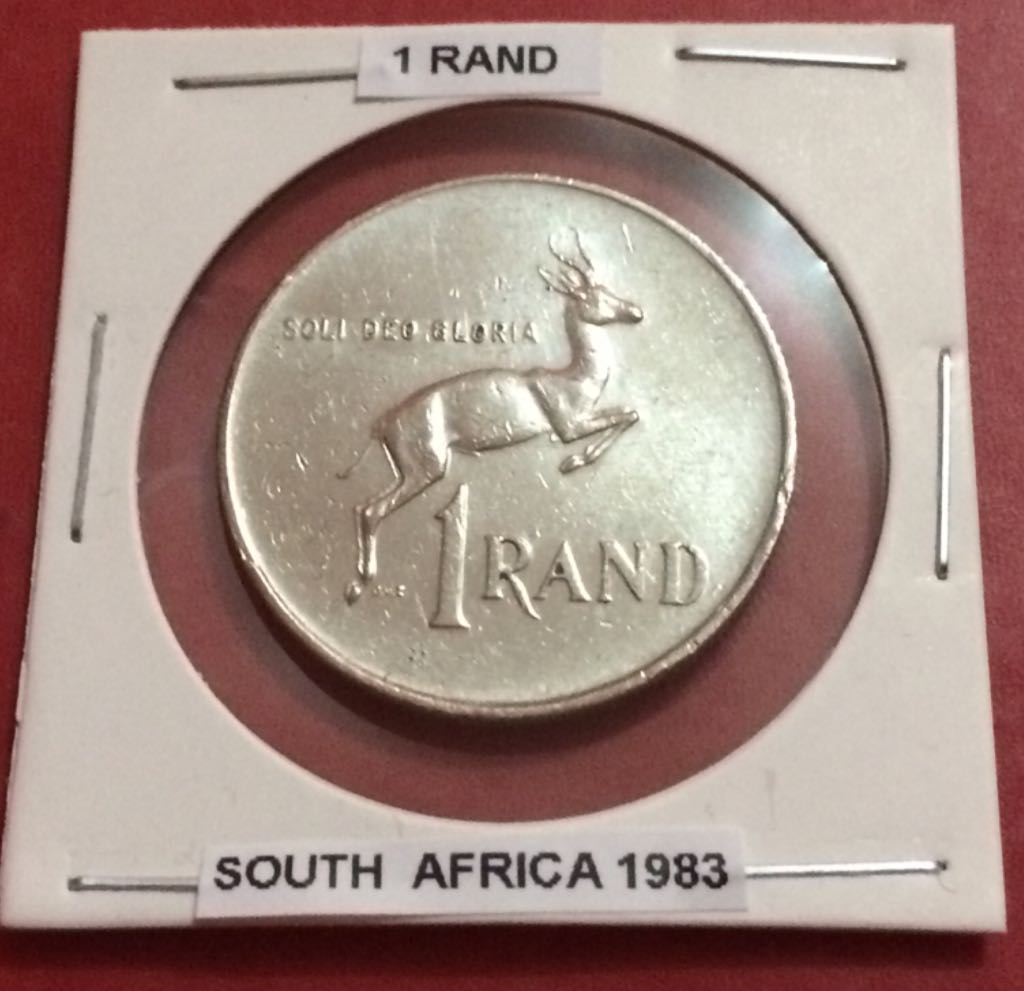 1 RAND
SOLI DEO GLORIA
1 RAND
SOUTH AFRICA 1983